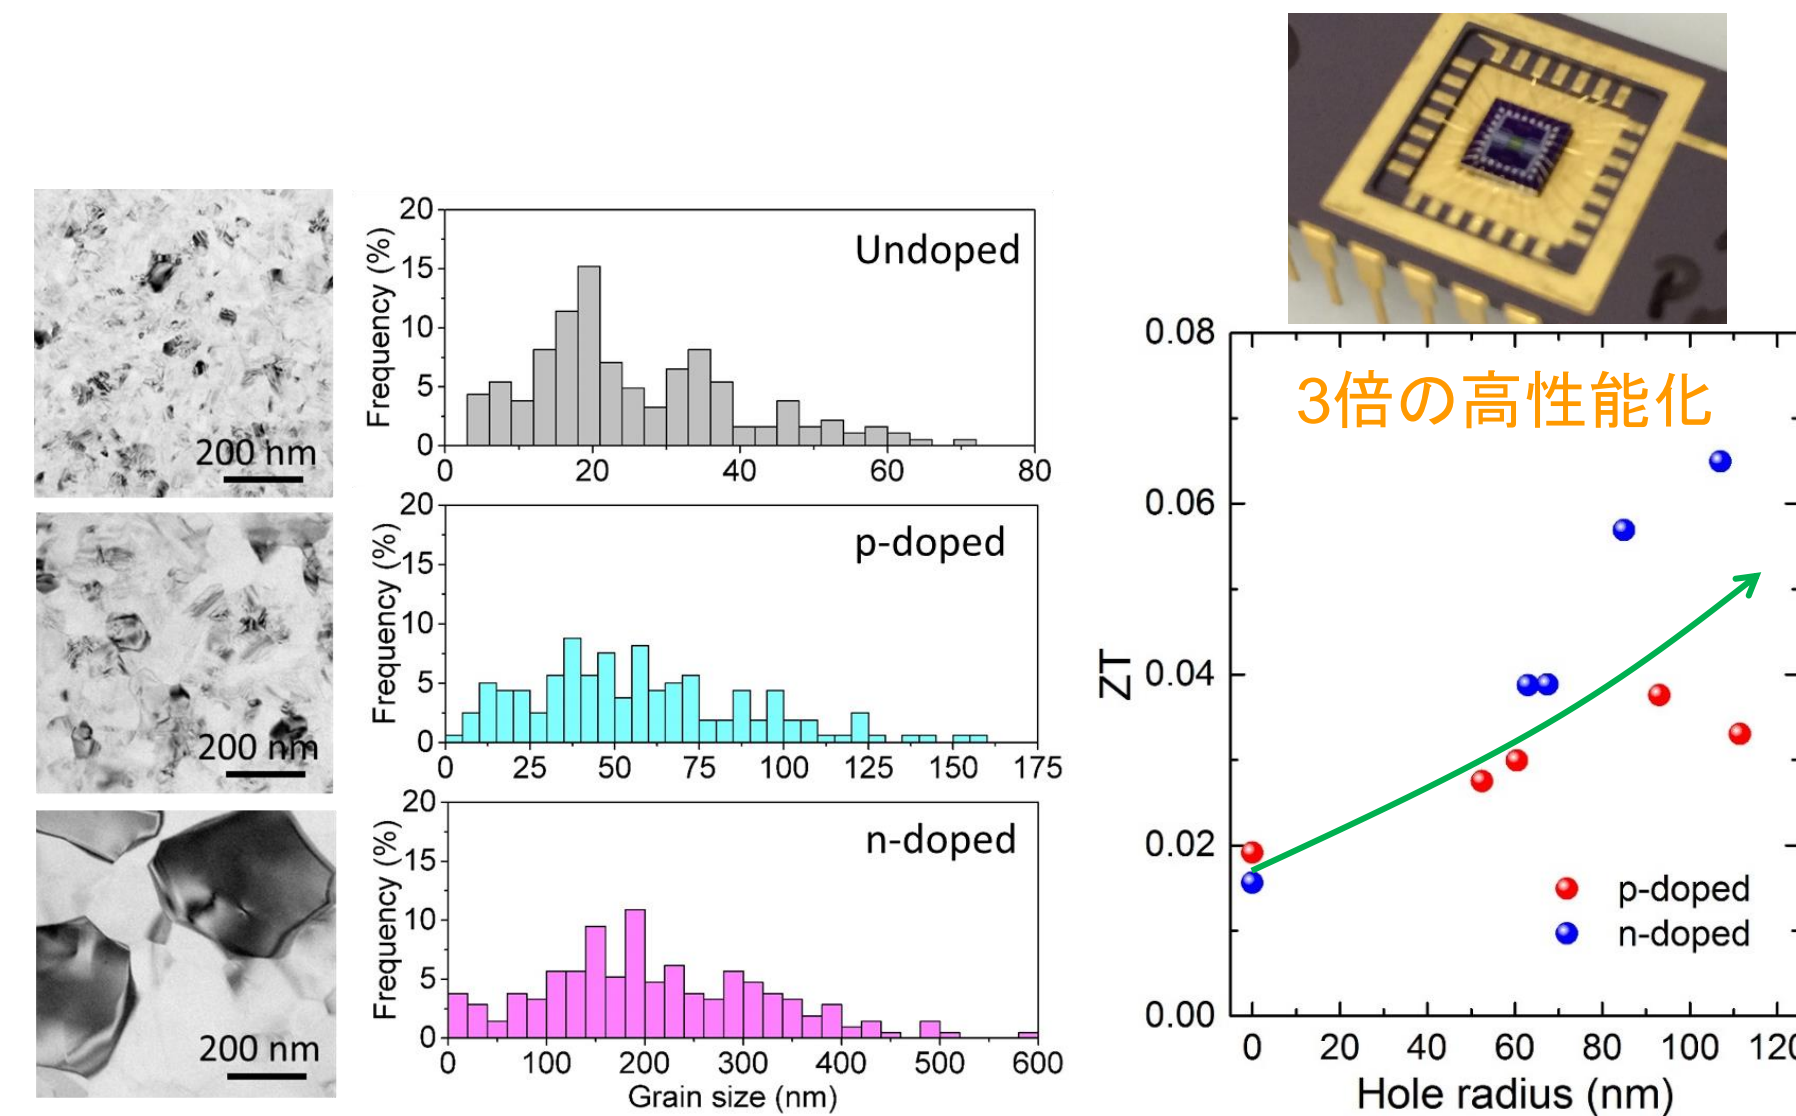 200 nm
200 nm
200 nm
Undoped
Frequency (%)
20
15
10
5
0
0 20 40 60 80
p-doped
Frequency (%)
20
15
10
5
0
0 25 50 75 100 125 150 175
n-doped
Frequency (%)
20
15
10
5
0
0 100 200 300 400 500 600
Grain size (nm)
3倍の高性能化
ZT
0.08
0.06
0.04
0.02
0.00
p-doped
n-doped
0 20 40 60 80 100 120
Hole radius (nm)